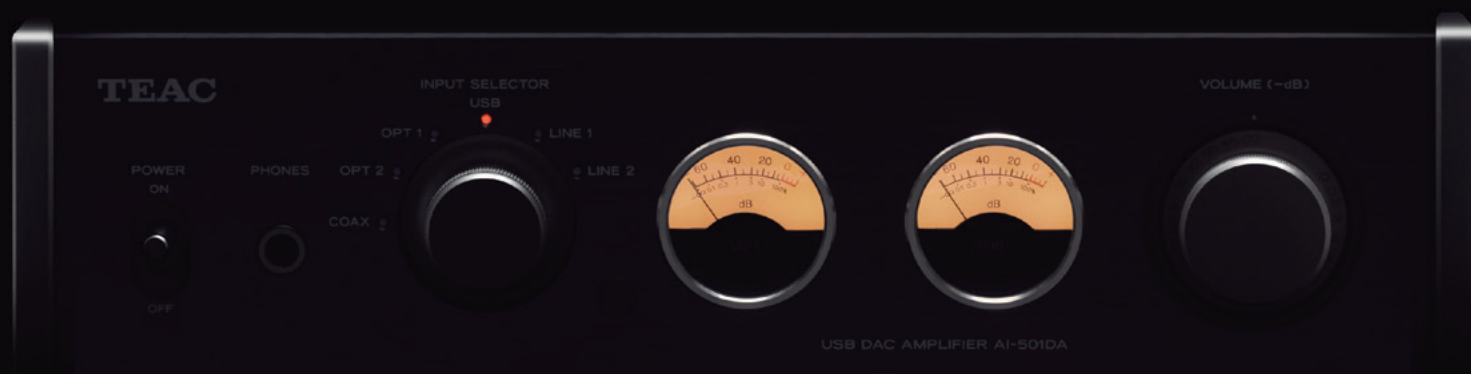 TEAC
INPUT SELECTOR
USB
OPT 1
LINE 1
OPT 2
LINE 2
COAX
POWER
ON
OFF
PHONES
60 40 20 0 +
dB
60 40 20 0 +
dB
VOLUME (-dB)
USB DAC AMPLIFIER AI-501DA